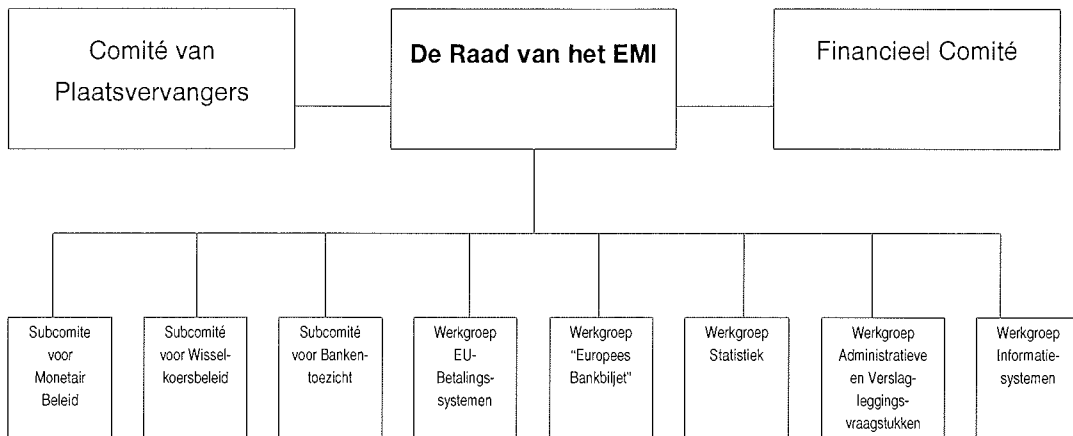 Comité van
Plaatsvervangers
De Raad van het EMI
Financieel Comité
Subcomite
voor
Monetair
Beleid
Subcomité
voor Wissel-
koersbeleid
Subcomité
voor Banken-
toezicht
Werkgroep
EU-
Betalings-
systemen
Werkgroep
"Europees
Bankbiljet"
Werkgroep
Statistiek
Werkgroep
Administratieve
en Verslag-
leggings-
vraagstukken
Werkgroep
Informatie-
systemen